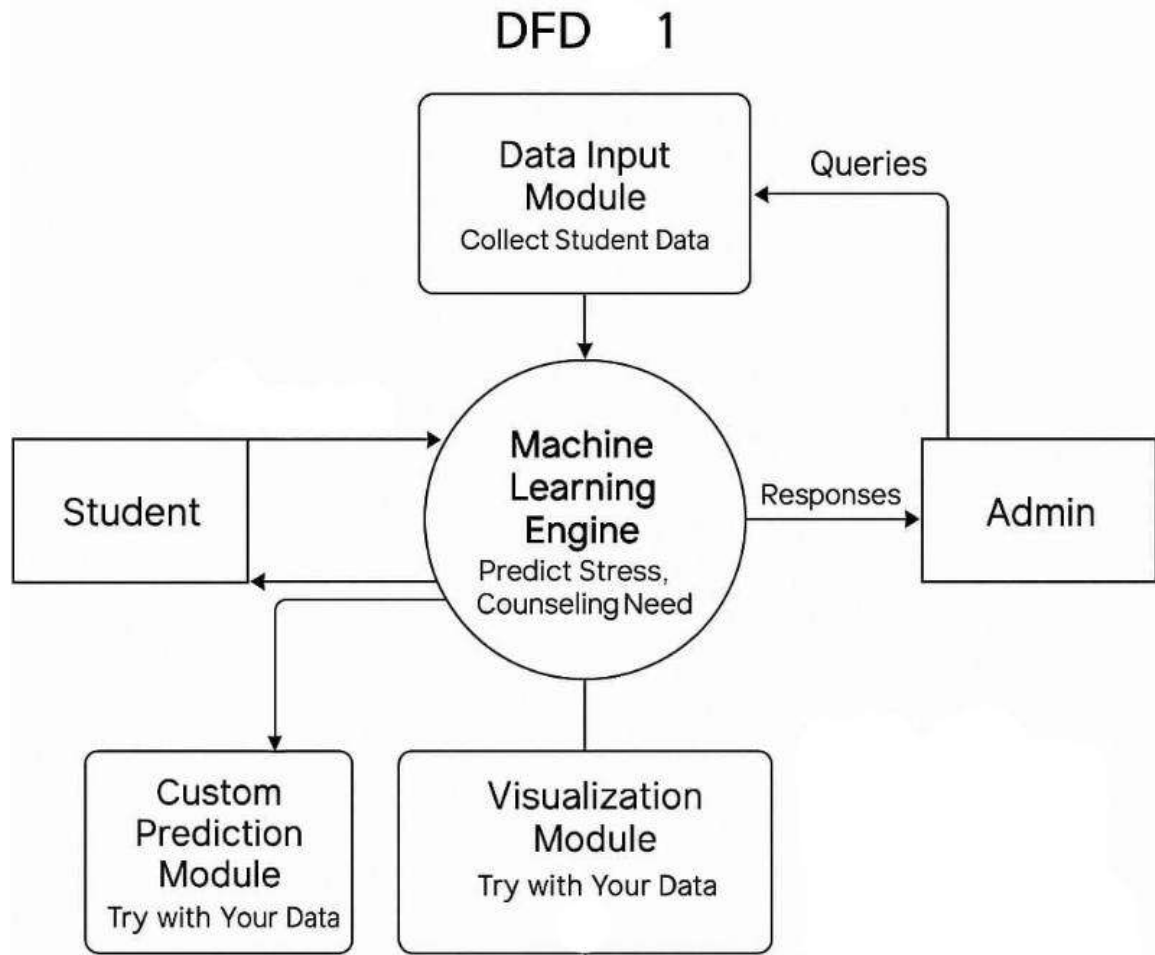 DFD 1
Data Input
Module
Collect Student Data
Queries
Student
Machine
Learning
Engine
Predict Stress,
Counseling Need
Responses
Admin
Custom
Prediction
Module
Try with Your Data
Visualization
Module
Try with Your Data